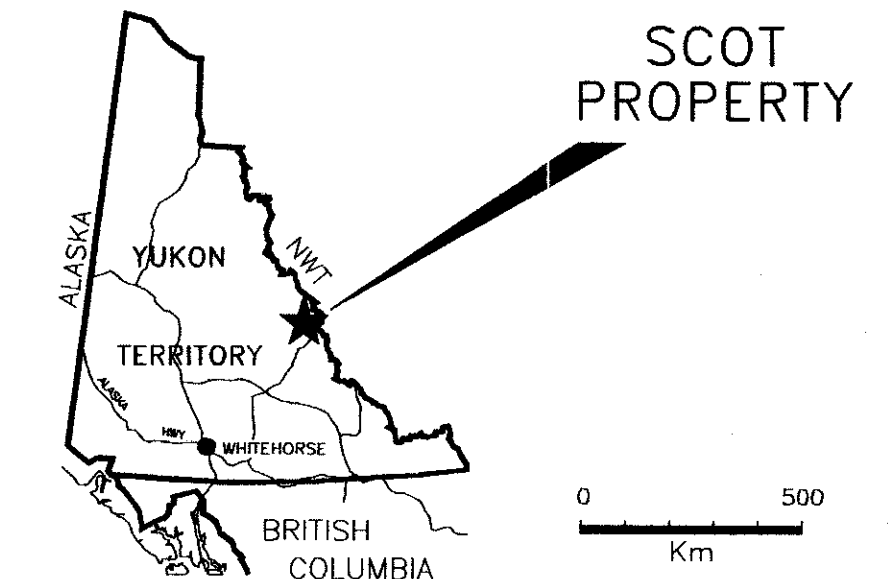 SCOT
PROPERTY
ALASKA
YUKON
NWT
TERRITORY
ALASKA
HWY
WHITEHORSE
BRITISH
COLUMBIA
0 500
Km